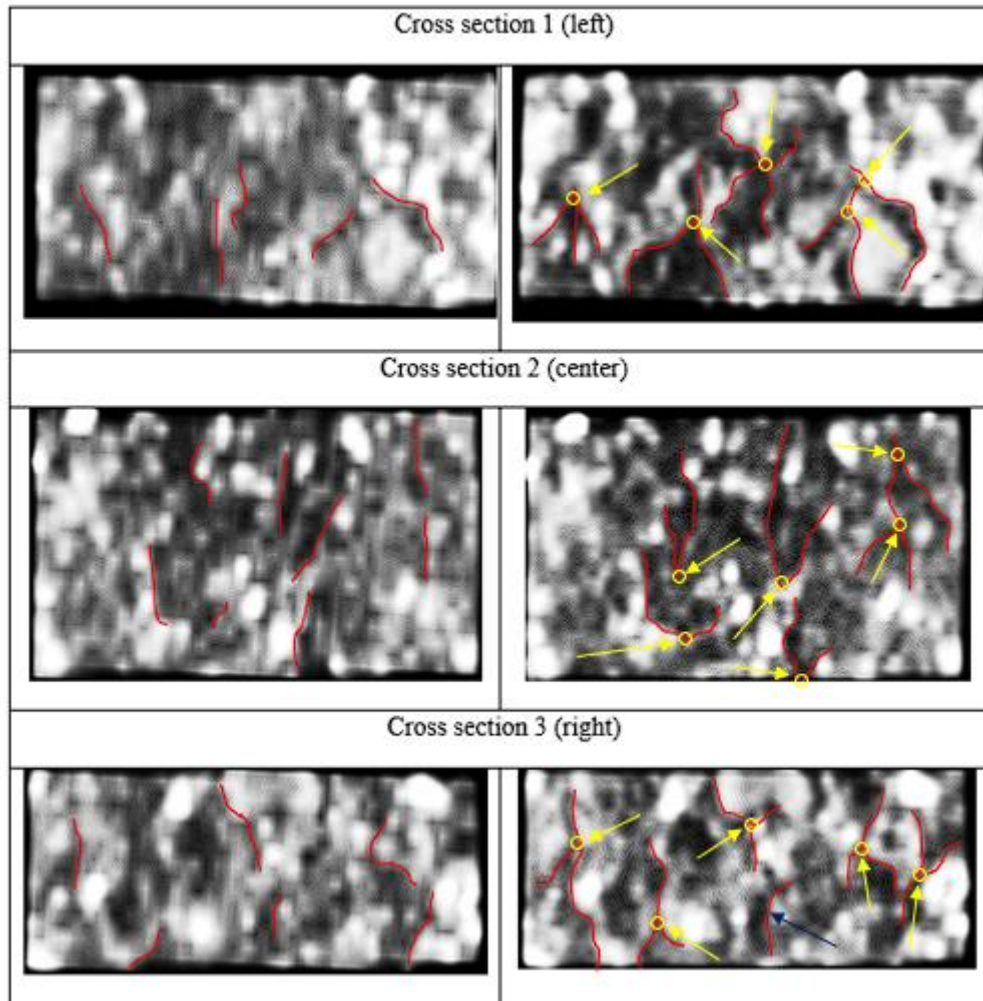 Cross section 1 (left)
Cross section 2 (center)
Cross section 3 (right)